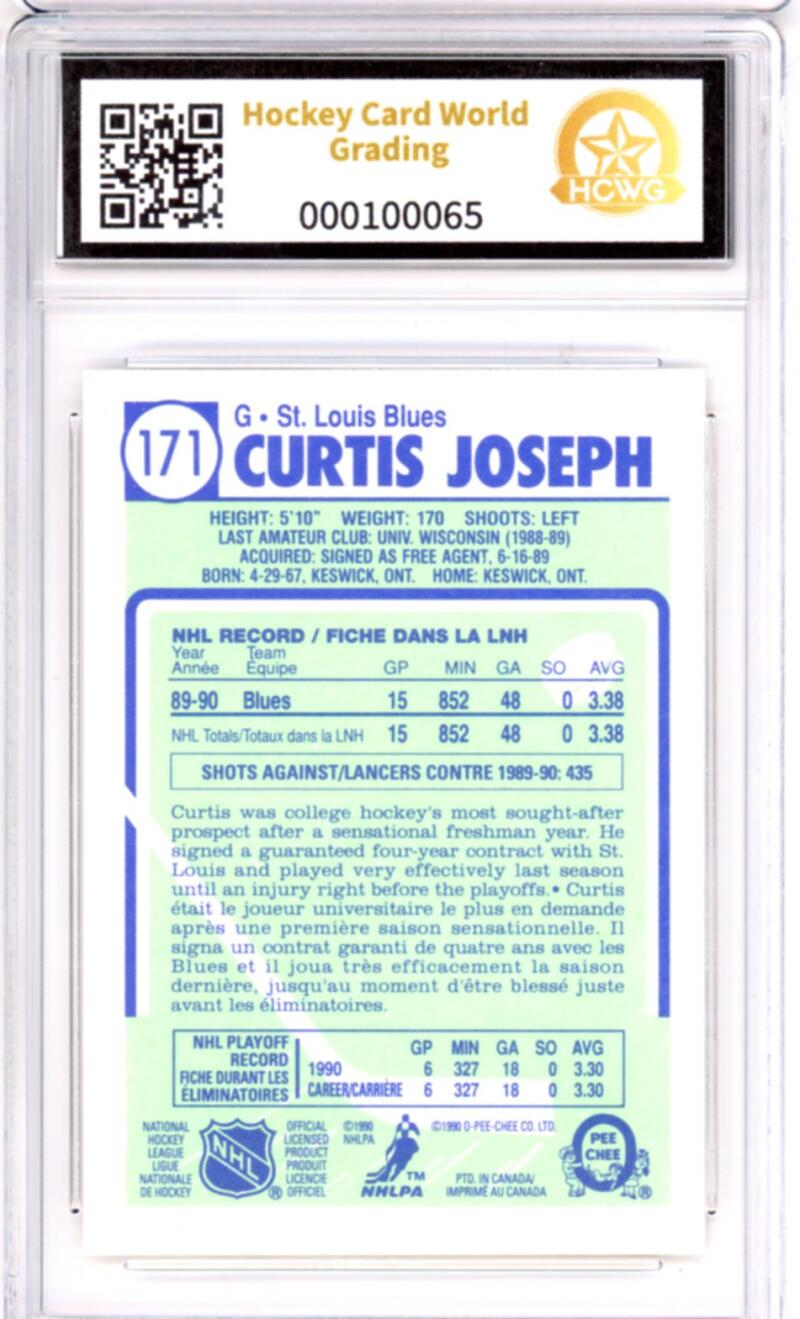 Hockey Card World
Grading
HCWG
000100065
171
G • St. Louis Blues
CURTIS JOSEPH
HEIGHT: 5'10" WEIGHT: 170 SHOOTS: LEFT
LAST AMATEUR CLUB: UNIV. WISCONSIN (1988-89)
ACQUIRED: SIGNED AS FREE AGENT, 6-16-89
BORN: 4-29-67, KESWICK, ONT. HOME: KESWICK, ONT.
NHL RECORD / FICHE DANS LA LNH
Year Team
Année Équipe GP MIN GA SO AVG
89-90 Blues 15 852 48 0 3.38
NHL Totals/Totaux dans la LNH 15 852 48 0 3.38
SHOTS AGAINST/LANCERS CONTRE 1989-90: 435
Curtis was college hockey's most sought-after
prospect after a sensational freshman year. He
signed a guaranteed four-year contract with St.
Louis and played very effectively last season
until an injury right before the playoffs.• Curtis
était le joueur universitaire le plus en demande
après une première saison sensationnelle. Il
signa un contrat garanti de quatre ans avec les
Blues et il joua très efficacement la saison
dernière, jusqu'au moment d'être blessé juste
avant les éliminatoires.
NHL PLAYOFF
RECORD
FICHE DURANT LES
ÉLIMINATOIRES
GP MIN GA SO AVG
1990 6 327 18 0 3.30
CAREER/CARRIÈRE 6 327 18 0 3.30
NATIONAL
HOCKEY
LEAGUE
LIGUE
NATIONALE
DE HOCKEY
NHL
®
OFFICIAL
LICENSED
PRODUCT
PRODUIT
LICENCIE
OFFICIEL
©1990
NHLPA
TM
NHLPA
©1990 O-PEE-CHEE CO. LTD.
PTD. IN CANADA/
IMPRIMÉ AU CANADA
PEE
CHEE
®